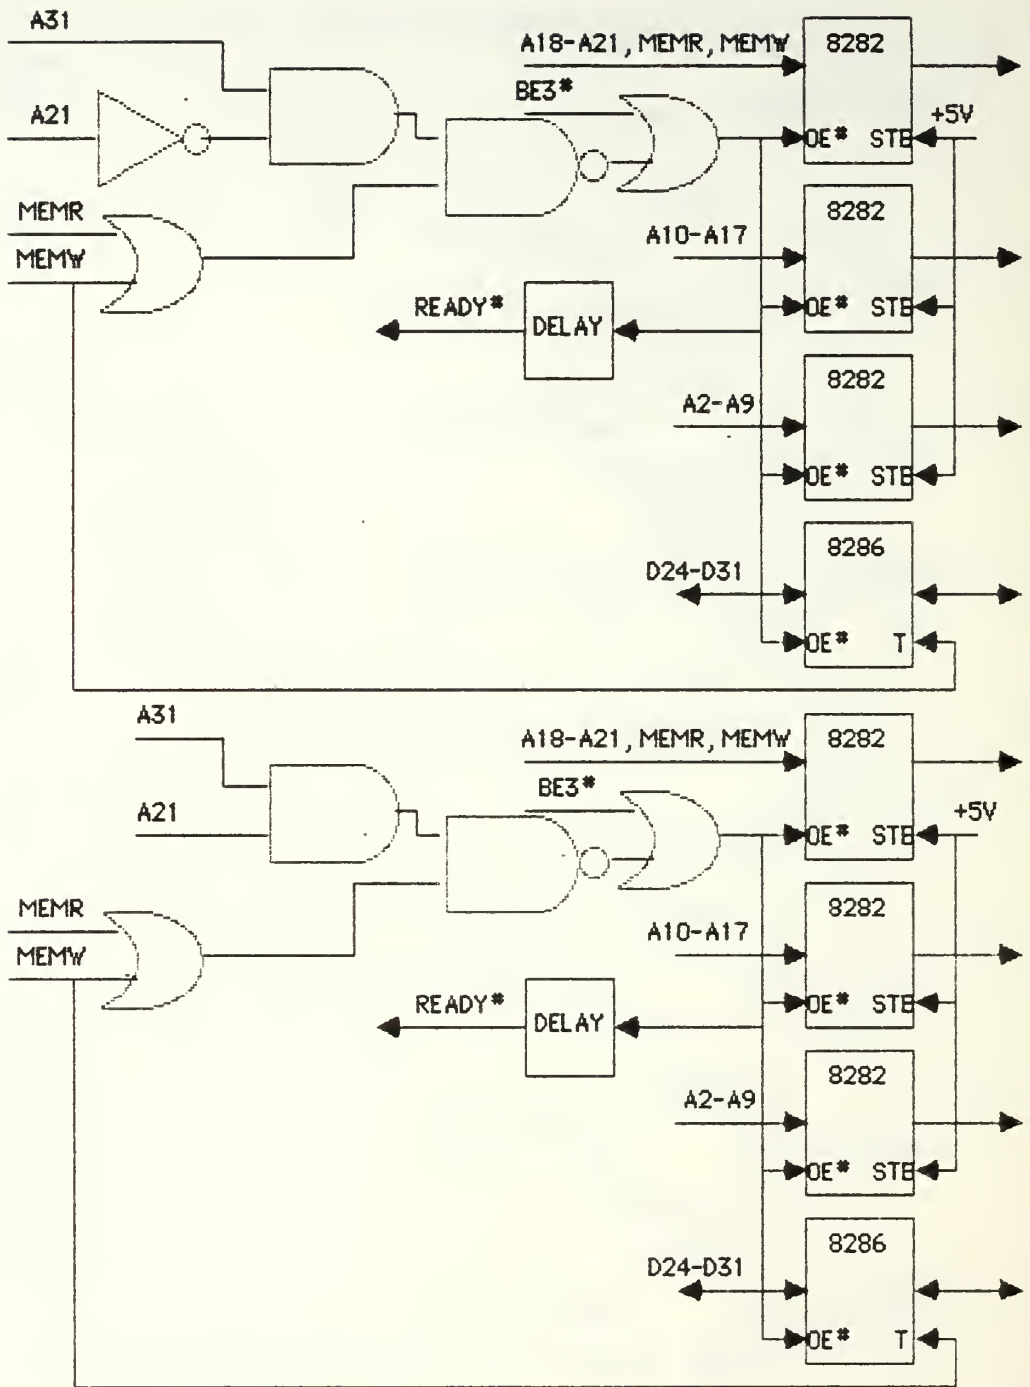 A31
A18-A21, MEMR, MEMW
8282
BE3*
+5V
A21
OE* STB
MEMR
MEMW
8282
A10-A17
OE* STB
READY*
DELAY
8282
A2-A9
OE* STB
8286
D24-D31
OE* T
A31
A18-A21, MEMR, MEMW
8282
BE3*
+5V
A21
OE* STB
MEMR
MEMW
8282
A10-A17
OE* STB
READY*
DELAY
8282
A2-A9
OE* STB
8286
D24-D31
OE* T